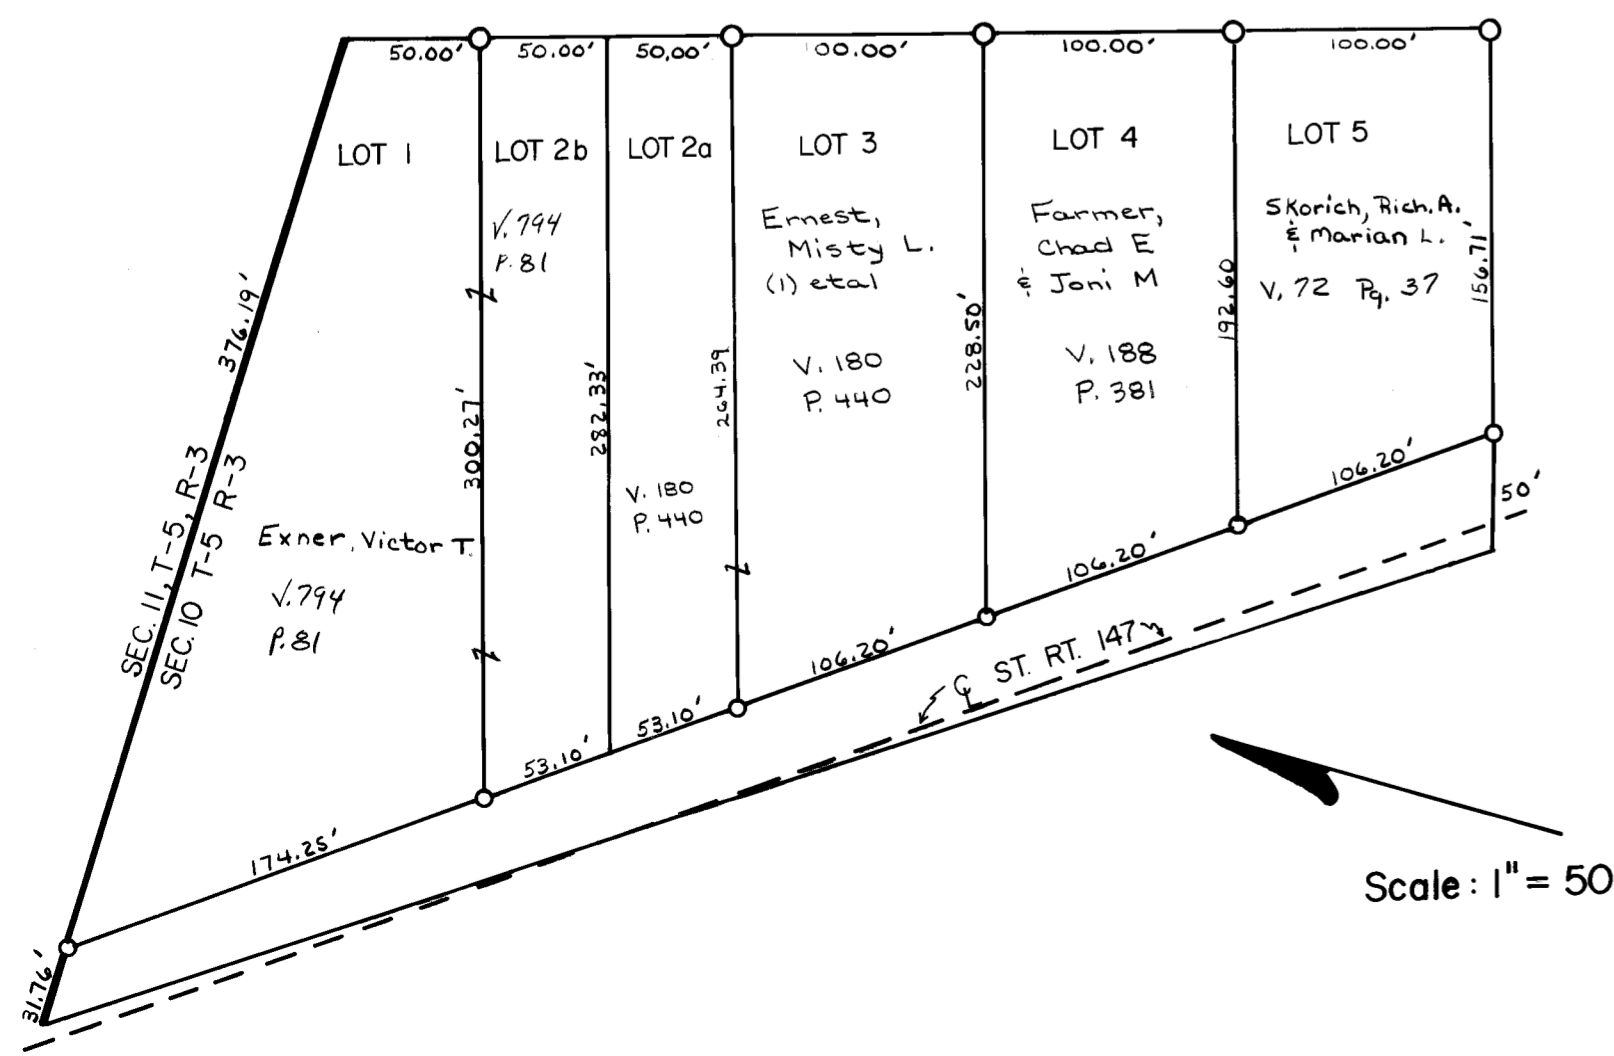 50.00'
50.00'
50.00'
100.00'
100.00'
100.00'
LOT 1
LOT 2b
LOT 2a
LOT 3
LOT 4
LOT 5
V. 794
P. 81
Ernest,
Misty L.
(1) etal
V. 180
P. 440
Farmer,
Chad E
& Joni M
V. 188
P. 381
Skorich, Rich. A.
& Marian L.
V. 72 Pg. 37
376.19'
300.27'
282.33'
264.39
228.50'
192.60
156.71'
SEC. 11, T-5, R-3
SEC. 10 T-5 R-3
Exner, Victor T.
V. 794
P. 81
V. 180
P. 440
174.25'
53.10'
53.10'
106.20'
106.20'
106.20'
50'
31.76'
℄ ST. RT. 147
Scale: 1" = 50